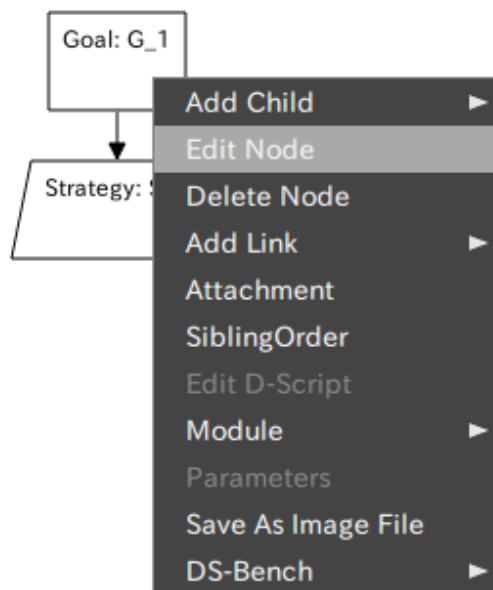 Goal: G_1
Strategy:
Add Child
Edit Node
Delete Node
Add Link
Attachment
SiblingOrder
Edit D-Script
Module
Parameters
Save As Image File
DS-Bench